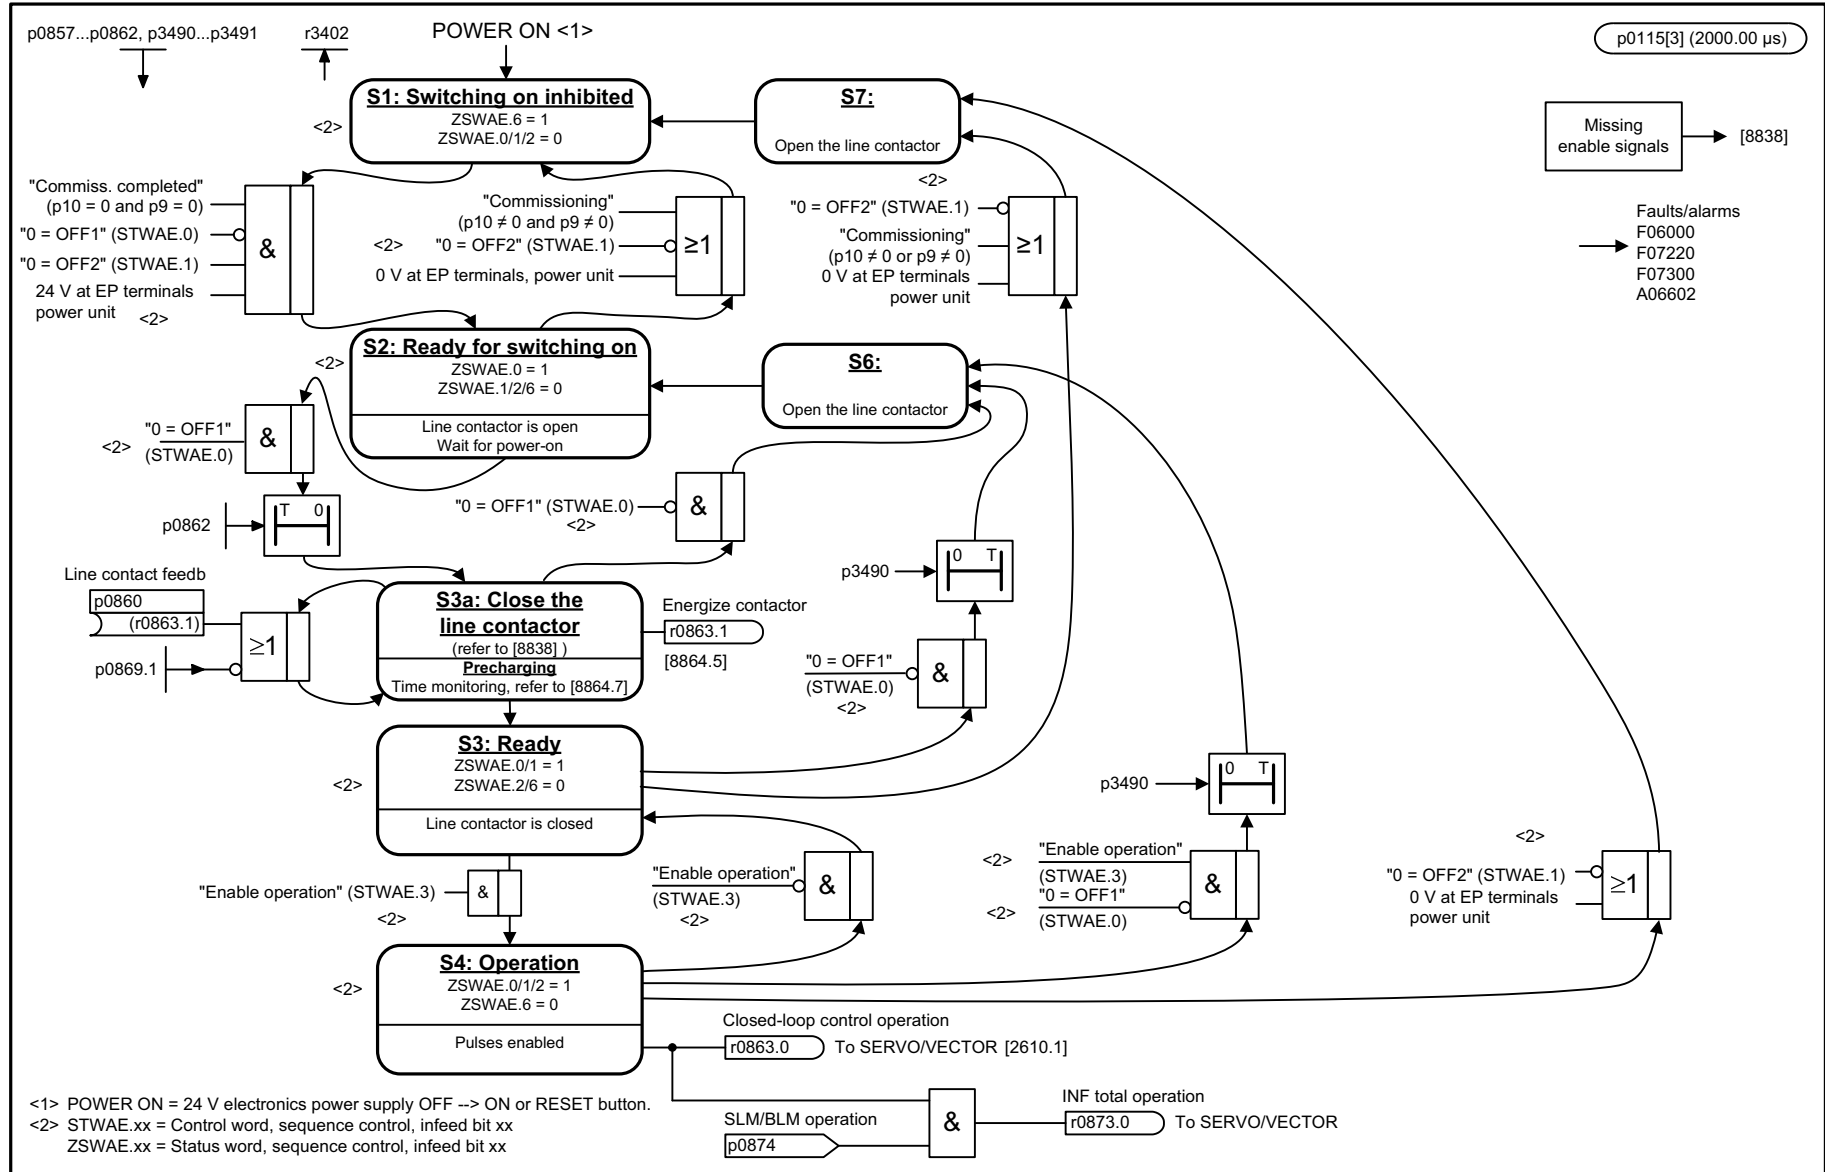 p0857...p0862, p3490...p3491
r3402
POWER ON <1>
p0115[3] (2000.00 µs)
S1: Switching on inhibited
ZSWAE.6 = 1
ZSWAE.0/1/2 = 0
<2>
S7:
Open the line contactor
Missing
enable signals
[8838]
Faults/alarms
F06000
F07220
F07300
A06602
"Commiss. completed"
(p10 = 0 and p9 = 0)
"0 = OFF1" (STWAE.0)
"0 = OFF2" (STWAE.1)
24 V at EP terminals
power unit
<2>
&
"Commissioning"
(p10 ≠ 0 and p9 ≠ 0)
<2>
"0 = OFF2" (STWAE.1)
0 V at EP terminals, power unit
≥1
<2>
"0 = OFF2" (STWAE.1)
"Commissioning"
(p10 ≠ 0 or p9 ≠ 0)
0 V at EP terminals
power unit
≥1
S2: Ready for switching on
ZSWAE.0 = 1
ZSWAE.1/2/6 = 0
Line contactor is open
Wait for power-on
<2>
S6:
Open the line contactor
<2>
"0 = OFF1"
(STWAE.0)
&
p0862
T 0
"0 = OFF1" (STWAE.0)
<2>
&
Line contact feedb
p0860
(r0863.1)
p0869.1
≥1
S3a: Close the
line contactor
(refer to [8838] )
Precharging
Time monitoring, refer to [8864.7]
Energize contactor
r0863.1
[8864.5]
p3490
0 T
"0 = OFF1"
(STWAE.0)
<2>
&
S3: Ready
ZSWAE.0/1 = 1
ZSWAE.2/6 = 0
Line contactor is closed
<2>
p3490
0 T
"Enable operation" (STWAE.3)
<2>
&
"Enable operation"
(STWAE.3)
<2>
&
<2>
"Enable operation"
(STWAE.3)
<2>
"0 = OFF1"
(STWAE.0)
&
<2>
"0 = OFF2" (STWAE.1)
0 V at EP terminals
power unit
≥1
S4: Operation
ZSWAE.0/1/2 = 1
ZSWAE.6 = 0
Pulses enabled
<2>
Closed-loop control operation
r0863.0
To SERVO/VECTOR [2610.1]
SLM/BLM operation
p0874
&
INF total operation
r0873.0
To SERVO/VECTOR
<1> POWER ON = 24 V electronics power supply OFF --> ON or RESET button.
<2> STWAE.xx = Control word, sequence control, infeed bit xx
ZSWAE.xx = Status word, sequence control, infeed bit xx